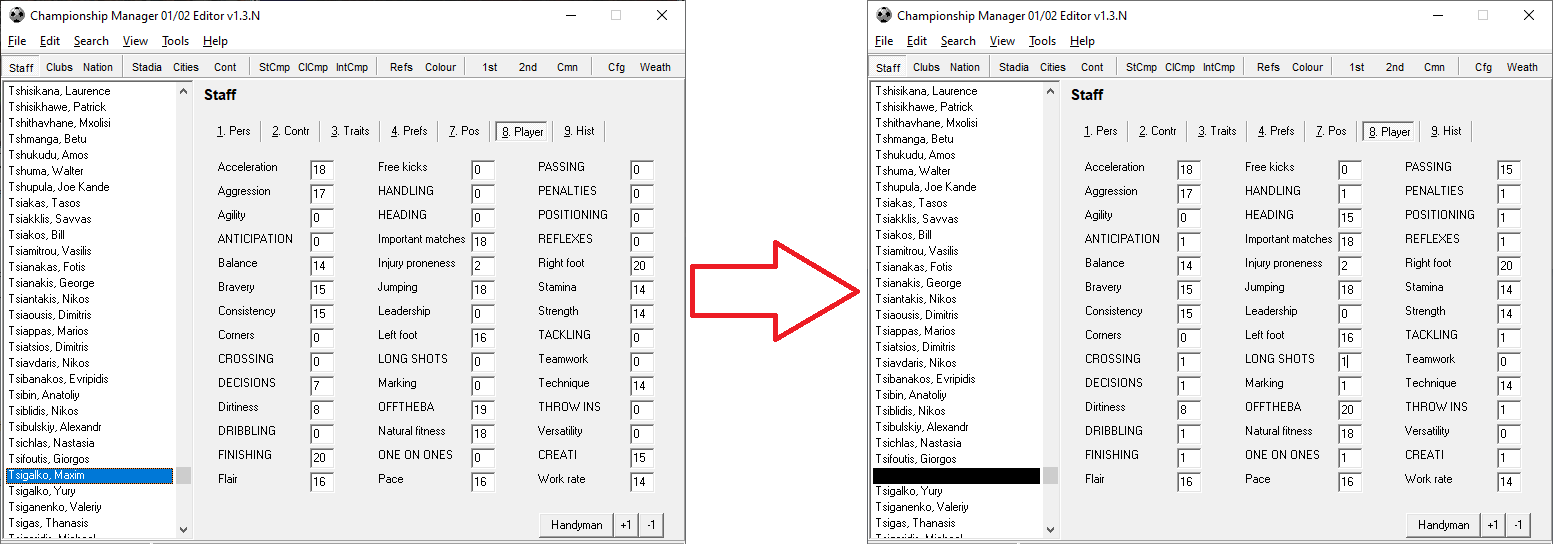 Championship Manager 01/02 Editor v1.3.N
File Edit Search View Tools Help
Staff Clubs Nation Stadia Cities Cont StCmp ClCmp IntCmp Refs Colour 1st 2nd Cmn Cfg Weath
Tshisikana, Laurence
Tshisikhawe, Patrick
Tshithavhane, Mxolisi
Tshmanga, Betu
Tshukudu, Amos
Tshuma, Walter
Tshupula, Joe Kande
Tsiakas, Tasos
Tsiakklis, Savvas
Tsiakos, Bill
Tsiamitrou, Vasilis
Tsianakas, Fotis
Tsianakis, George
Tsiantakis, Nikos
Tsiaousis, Dimitris
Tsiappas, Marios
Tsiatsios, Dimitris
Tsiavdaris, Nikos
Tsibanakos, Evripidis
Tsibin, Anatoliy
Tsiblidis, Nikos
Tsibulskiy, Alexandr
Tsichlas, Nastasia
Tsifoutis, Giorgos
Tsigalko, Maxim
Tsigalko, Yury
Tsiganenko, Valeriy
Tsigas, Thanasis
Staff
1. Pers 2. Contr 3. Traits 4. Prefs 7. Pos 8. Player 9. Hist
Acceleration 18 Free kicks 0 PASSING 0
Aggression 17 HANDLING 0 PENALTIES 0
Agility 0 HEADING 0 POSITIONING 0
ANTICIPATION 0 Important matches 18 REFLEXES 0
Balance 14 Injury proneness 2 Right foot 20
Bravery 15 Jumping 18 Stamina 14
Consistency 15 Leadership 0 Strength 14
Corners 0 Left foot 16 TACKLING 0
CROSSING 0 LONG SHOTS 0 Teamwork 0
DECISIONS 7 Marking 0 Technique 14
Dirtiness 8 OFFTHEBA 19 THROW INS 0
DRIBBLING 0 Natural fitness 18 Versatility 0
FINISHING 20 ONE ON ONES 0 CREATI 15
Flair 16 Pace 16 Work rate 14
Handyman +1 -1
Championship Manager 01/02 Editor v1.3.N
File Edit Search View Tools Help
Staff Clubs Nation Stadia Cities Cont StCmp ClCmp IntCmp Refs Colour 1st 2nd Cmn Cfg Weath
Tshisikana, Laurence
Tshisikhawe, Patrick
Tshithavhane, Mxolisi
Tshmanga, Betu
Tshukudu, Amos
Tshuma, Walter
Tshupula, Joe Kande
Tsiakas, Tasos
Tsiakklis, Savvas
Tsiakos, Bill
Tsiamitrou, Vasilis
Tsianakas, Fotis
Tsianakis, George
Tsiantakis, Nikos
Tsiaousis, Dimitris
Tsiappas, Marios
Tsiatsios, Dimitris
Tsiavdaris, Nikos
Tsibanakos, Evripidis
Tsibin, Anatoliy
Tsiblidis, Nikos
Tsibulskiy, Alexandr
Tsichlas, Nastasia
Tsifoutis, Giorgos
Tsigalko, Yury
Tsiganenko, Valeriy
Tsigas, Thanasis
Staff
1. Pers 2. Contr 3. Traits 4. Prefs 7. Pos 8. Player 9. Hist
Acceleration 18 Free kicks 0 PASSING 15
Aggression 17 HANDLING 1 PENALTIES 1
Agility 0 HEADING 15 POSITIONING 1
ANTICIPATION 1 Important matches 18 REFLEXES 1
Balance 14 Injury proneness 2 Right foot 20
Bravery 15 Jumping 18 Stamina 14
Consistency 15 Leadership 0 Strength 14
Corners 0 Left foot 16 TACKLING 1
CROSSING 1 LONG SHOTS 1 Teamwork 0
DECISIONS 1 Marking 1 Technique 14
Dirtiness 8 OFFTHEBA 20 THROW INS 1
DRIBBLING 1 Natural fitness 18 Versatility 0
FINISHING 1 ONE ON ONES 1 CREATI 1
Flair 16 Pace 16 Work rate 14
Handyman +1 -1